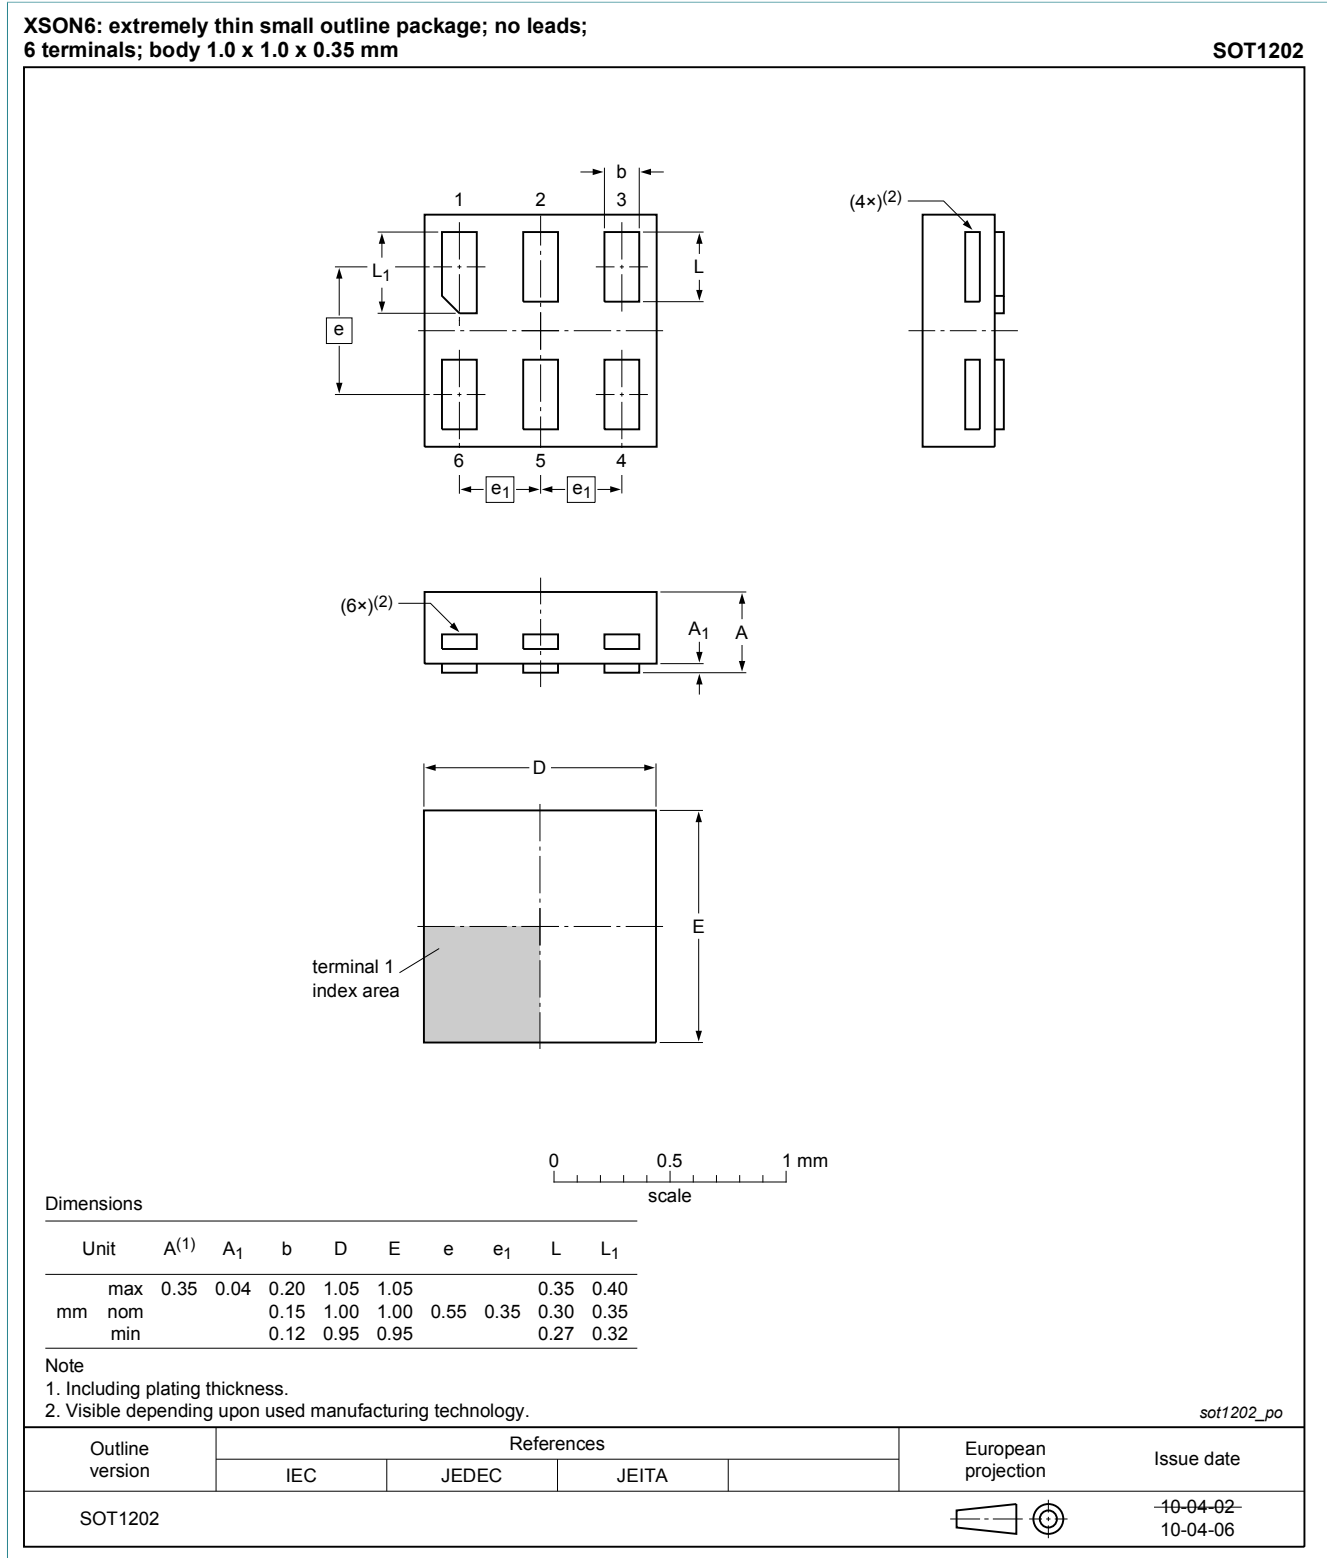 XSON6: extremely thin small outline package; no leads;
6 terminals; body 1.0 x 1.0 x 0.35 mm
SOT1202
b
1 2 3
(4×)(2)
L1
L
e
6 5 4
e1 e1
(6×)(2)
A1 A
D
E
terminal 1
index area
0 0.5 1 mm
scale
Dimensions
Unit A(1) A1 b D E e e1 L L1
max 0.35 0.04 0.20 1.05 1.05 0.35 0.40
mm nom 0.15 1.00 1.00 0.55 0.35 0.30 0.35
min 0.12 0.95 0.95 0.27 0.32
Note
1. Including plating thickness.
2. Visible depending upon used manufacturing technology.
sot1202_po
Outline
version
References
IEC JEDEC JEITA
European
projection
Issue date
SOT1202
10-04-02
10-04-06